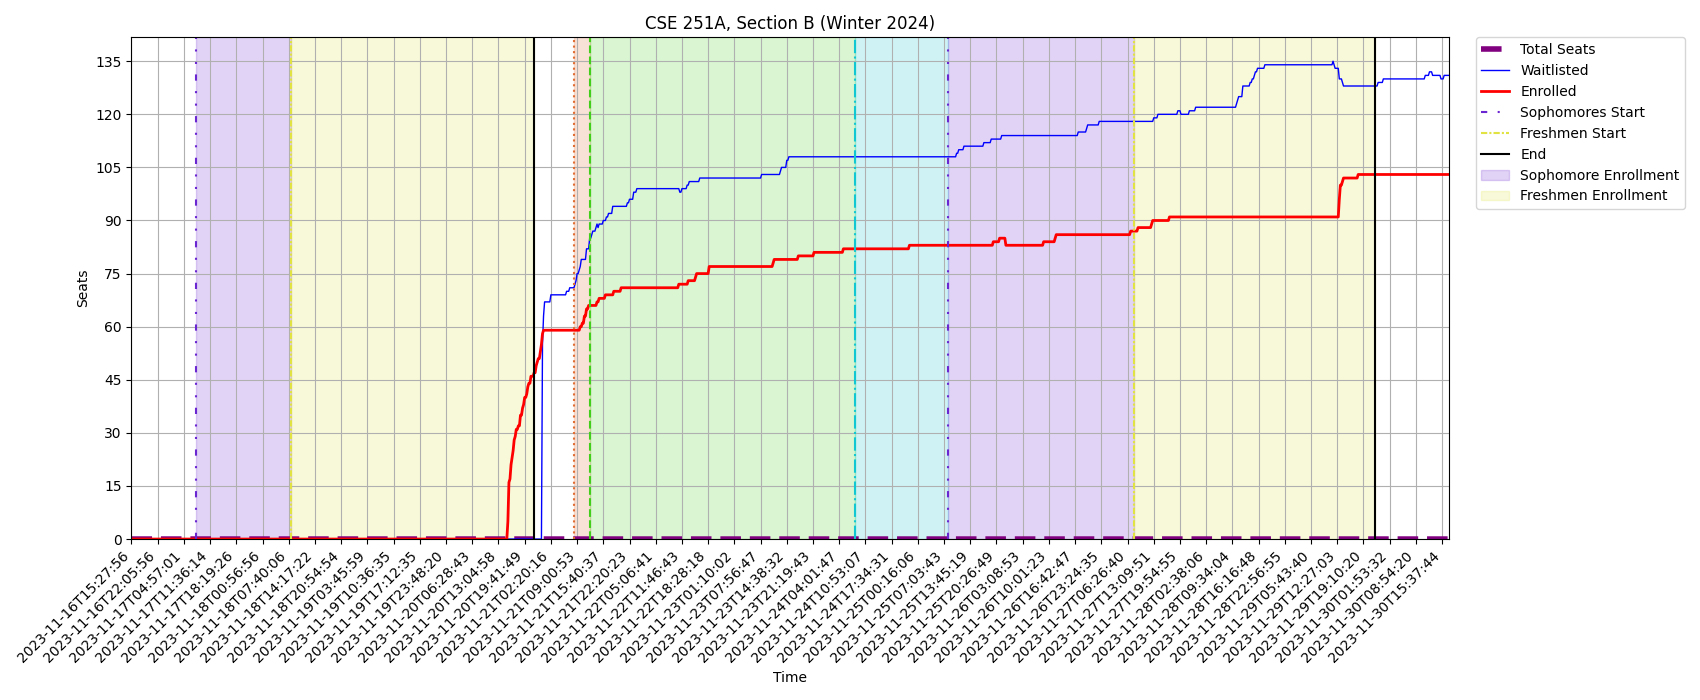 CSE 251A, Section B (Winter 2024)
Total Seats
Waitlisted
Enrolled
Sophomores Start
Freshmen Start
End
Sophomore Enrollment
Freshmen Enrollment
Seats
135
120
105
90
75
60
45
30
15
0
2023-11-16T15:27:56
2023-11-16T22:05:56
2023-11-17T04:57:01
2023-11-17T11:36:14
2023-11-17T18:19:26
2023-11-18T00:56:50
2023-11-18T07:40:06
2023-11-18T14:17:22
2023-11-18T20:54:54
2023-11-19T03:45:59
2023-11-19T10:36:35
2023-11-19T17:12:35
2023-11-19T23:48:20
2023-11-20T06:28:43
2023-11-20T13:04:58
2023-11-20T19:41:49
2023-11-21T02:20:16
2023-11-21T09:00:53
2023-11-21T15:40:37
2023-11-21T22:20:23
2023-11-22T05:06:41
2023-11-22T11:46:43
2023-11-22T18:28:18
2023-11-23T01:10:02
2023-11-23T07:56:47
2023-11-23T14:38:32
2023-11-23T21:19:43
2023-11-24T04:01:47
2023-11-24T10:53:07
2023-11-24T17:34:31
2023-11-25T00:16:06
2023-11-25T07:03:43
2023-11-25T13:45:19
2023-11-25T20:26:49
2023-11-26T03:08:53
2023-11-26T10:01:23
2023-11-26T16:42:47
2023-11-26T23:24:35
2023-11-27T06:26:40
2023-11-27T13:09:51
2023-11-27T19:54:55
2023-11-28T02:38:06
2023-11-28T09:34:04
2023-11-28T16:16:48
2023-11-28T22:56:55
2023-11-29T05:43:40
2023-11-29T12:27:03
2023-11-29T19:10:20
2023-11-30T01:53:32
2023-11-30T08:54:20
2023-11-30T15:37:44
Time